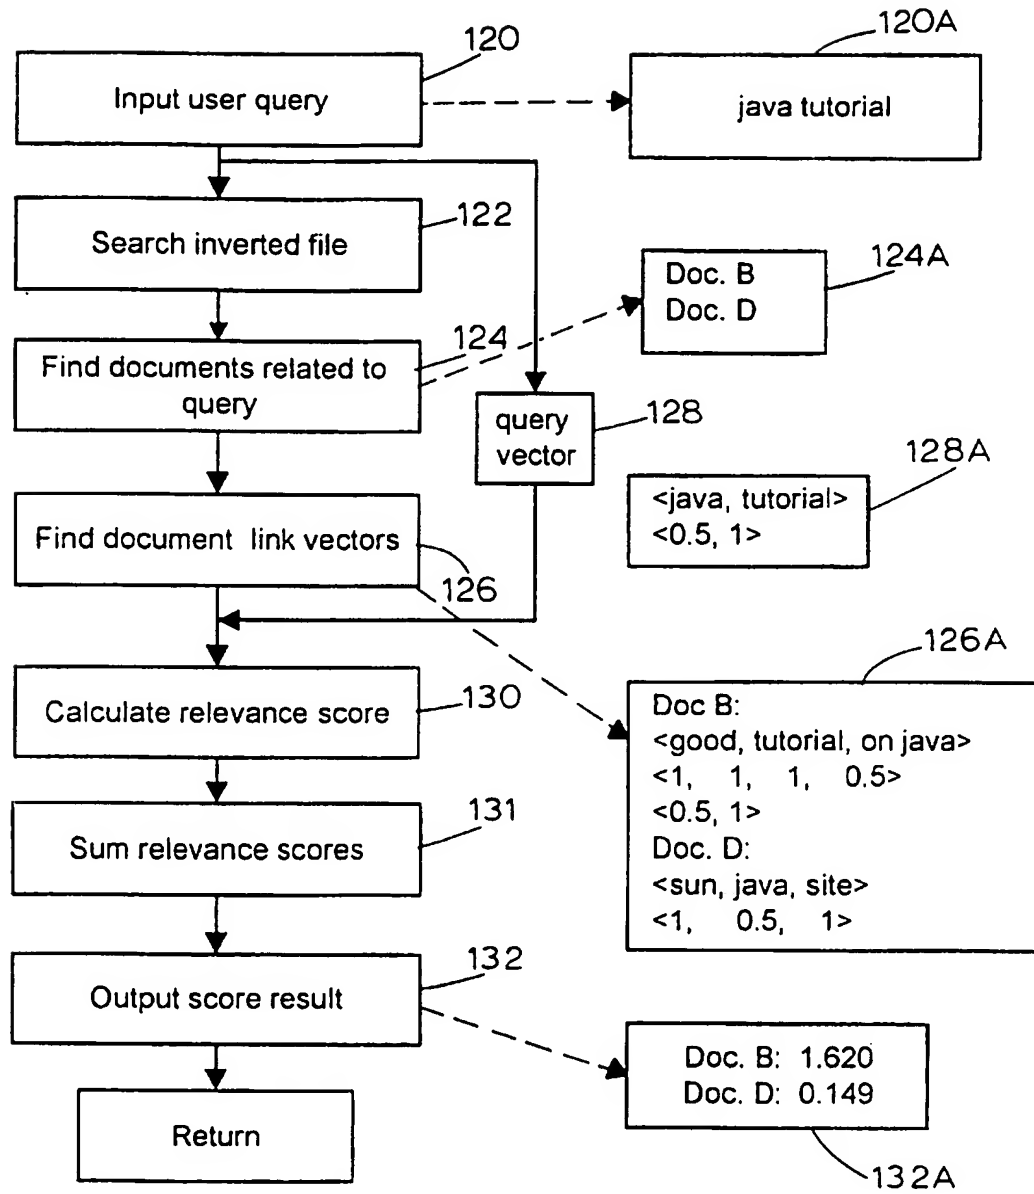 120
Input user query
120A
java tutorial
122
Search inverted file
124A
Doc. B
Doc. D
124
Find documents related to
query
128
query
vector
128A
<java, tutorial>
<0.5, 1>
Find document link vectors
126
126A
Doc B:
<good, tutorial, on java>
<1, 1, 1, 0.5>
<0.5, 1>
Doc. D:
<sun, java, site>
<1, 0.5, 1>
Calculate relevance score
130
131
Sum relevance scores
132
Output score result
Doc. B: 1.620
Doc. D: 0.149
132A
Return